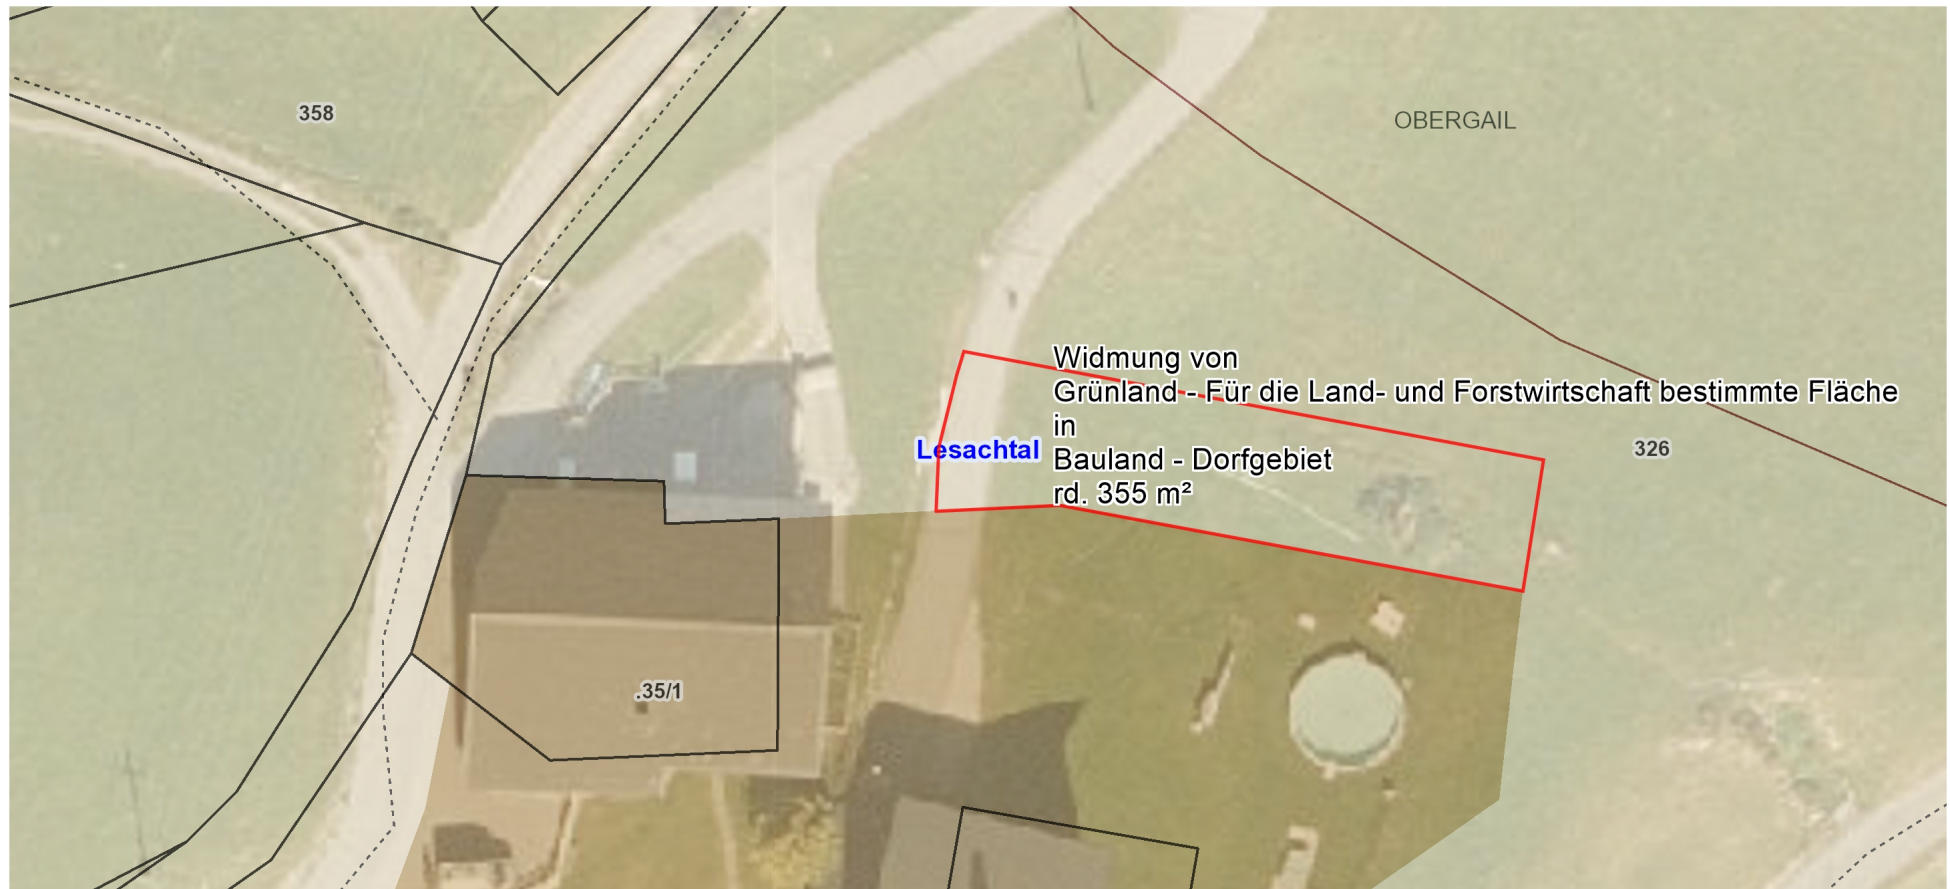 358
OBERGAIL
Widmung von
Grünland - Für die Land- und Forstwirtschaft bestimmte Fläche
in
Lesachtal
Bauland - Dorfgebiet
326
rd. 355 m²
.35/1